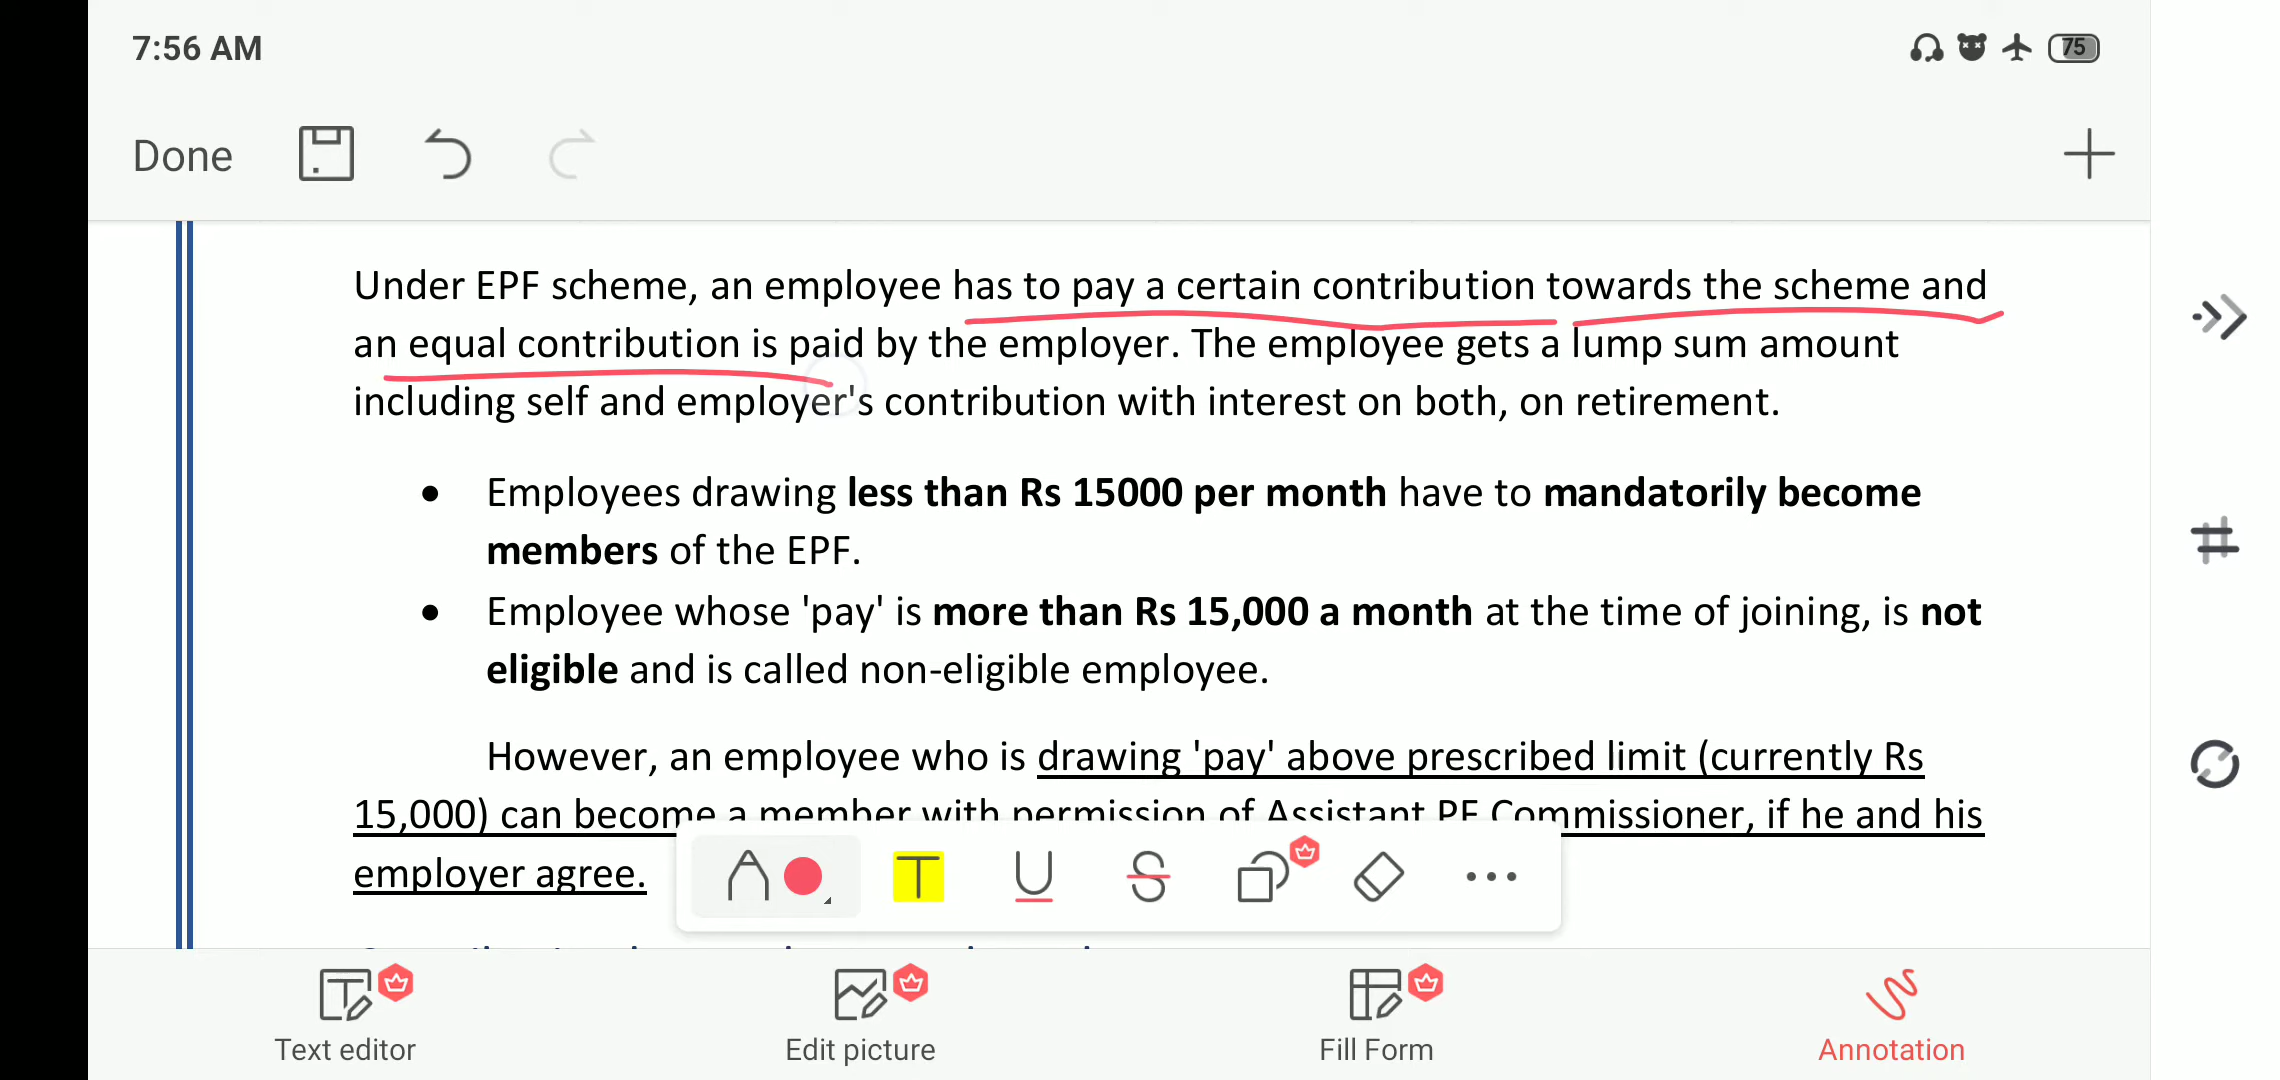 7:56 AM
75
Done
Under EPF scheme, an employee has to pay a certain contribution towards the scheme and
an equal contribution is paid by the employer. The employee gets a lump sum amount
including self and employer's contribution with interest on both, on retirement.
• Employees drawing less than Rs 15000 per month have to mandatorily become
members of the EPF.
• Employee whose 'pay' is more than Rs 15,000 a month at the time of joining, is not
eligible and is called non-eligible employee.
However, an employee who is drawing 'pay' above prescribed limit (currently Rs
15,000) can become a member with permission of Assistant PF Commissioner, if he and his
employer agree.
Text editor
Edit picture
Fill Form
Annotation